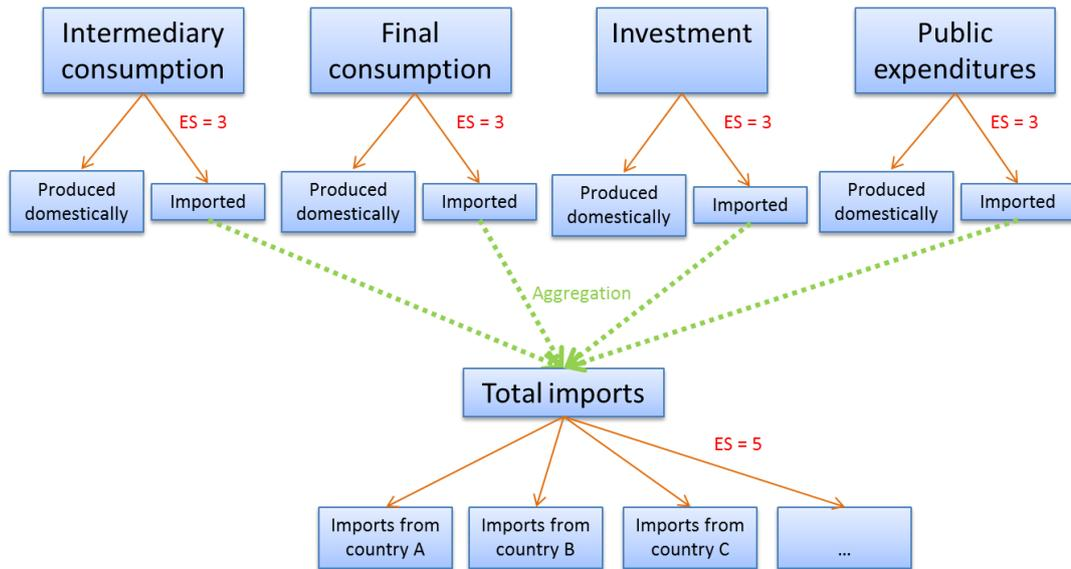 Intermediary
consumption
Final
consumption
Investment
Public
expenditures
ES = 3
ES = 3
ES = 3
ES = 3
Produced
domestically
Imported
Produced
domestically
Imported
Produced
domestically
Imported
Produced
domestically
Imported
Aggregation
Total imports
ES = 5
Imports from
country A
Imports from
country B
Imports from
country C
...